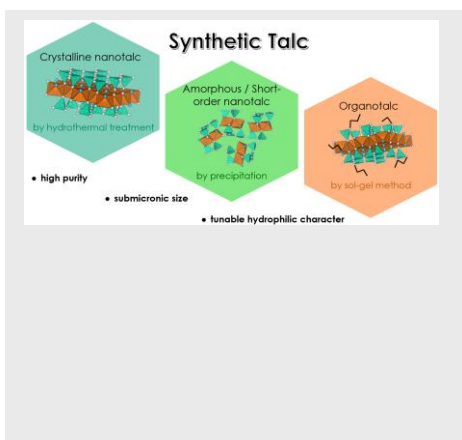 Synthetic Talc
Crystalline nanotalc
by hydrothermal treatment
Amorphous / Short-
order nanotalc
by precipitation
Organotalc
by sol-gel method
• high purity
• submicronic size
• tunable hydrophilic character